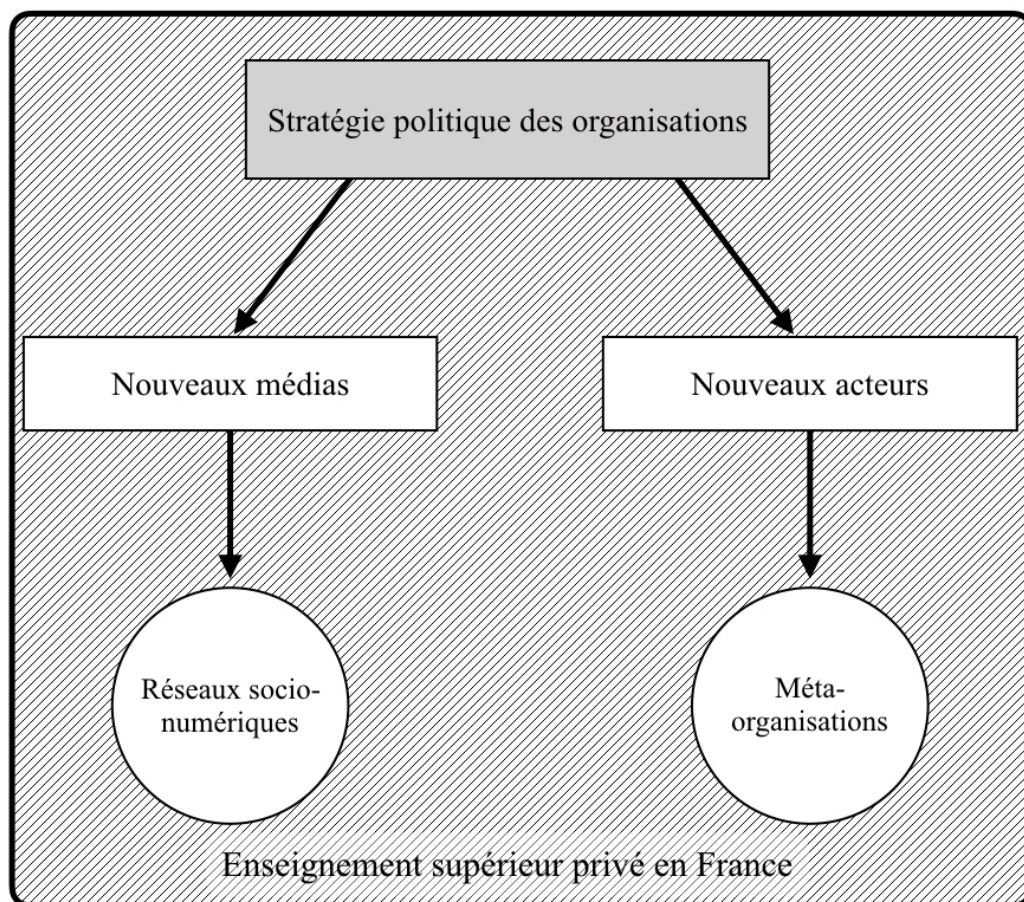 Stratégie politique des organisations
Nouveaux médias
Nouveaux acteurs
Réseaux socio-
numériques
Méta-
organisations
Enseignement supérieur privé en France